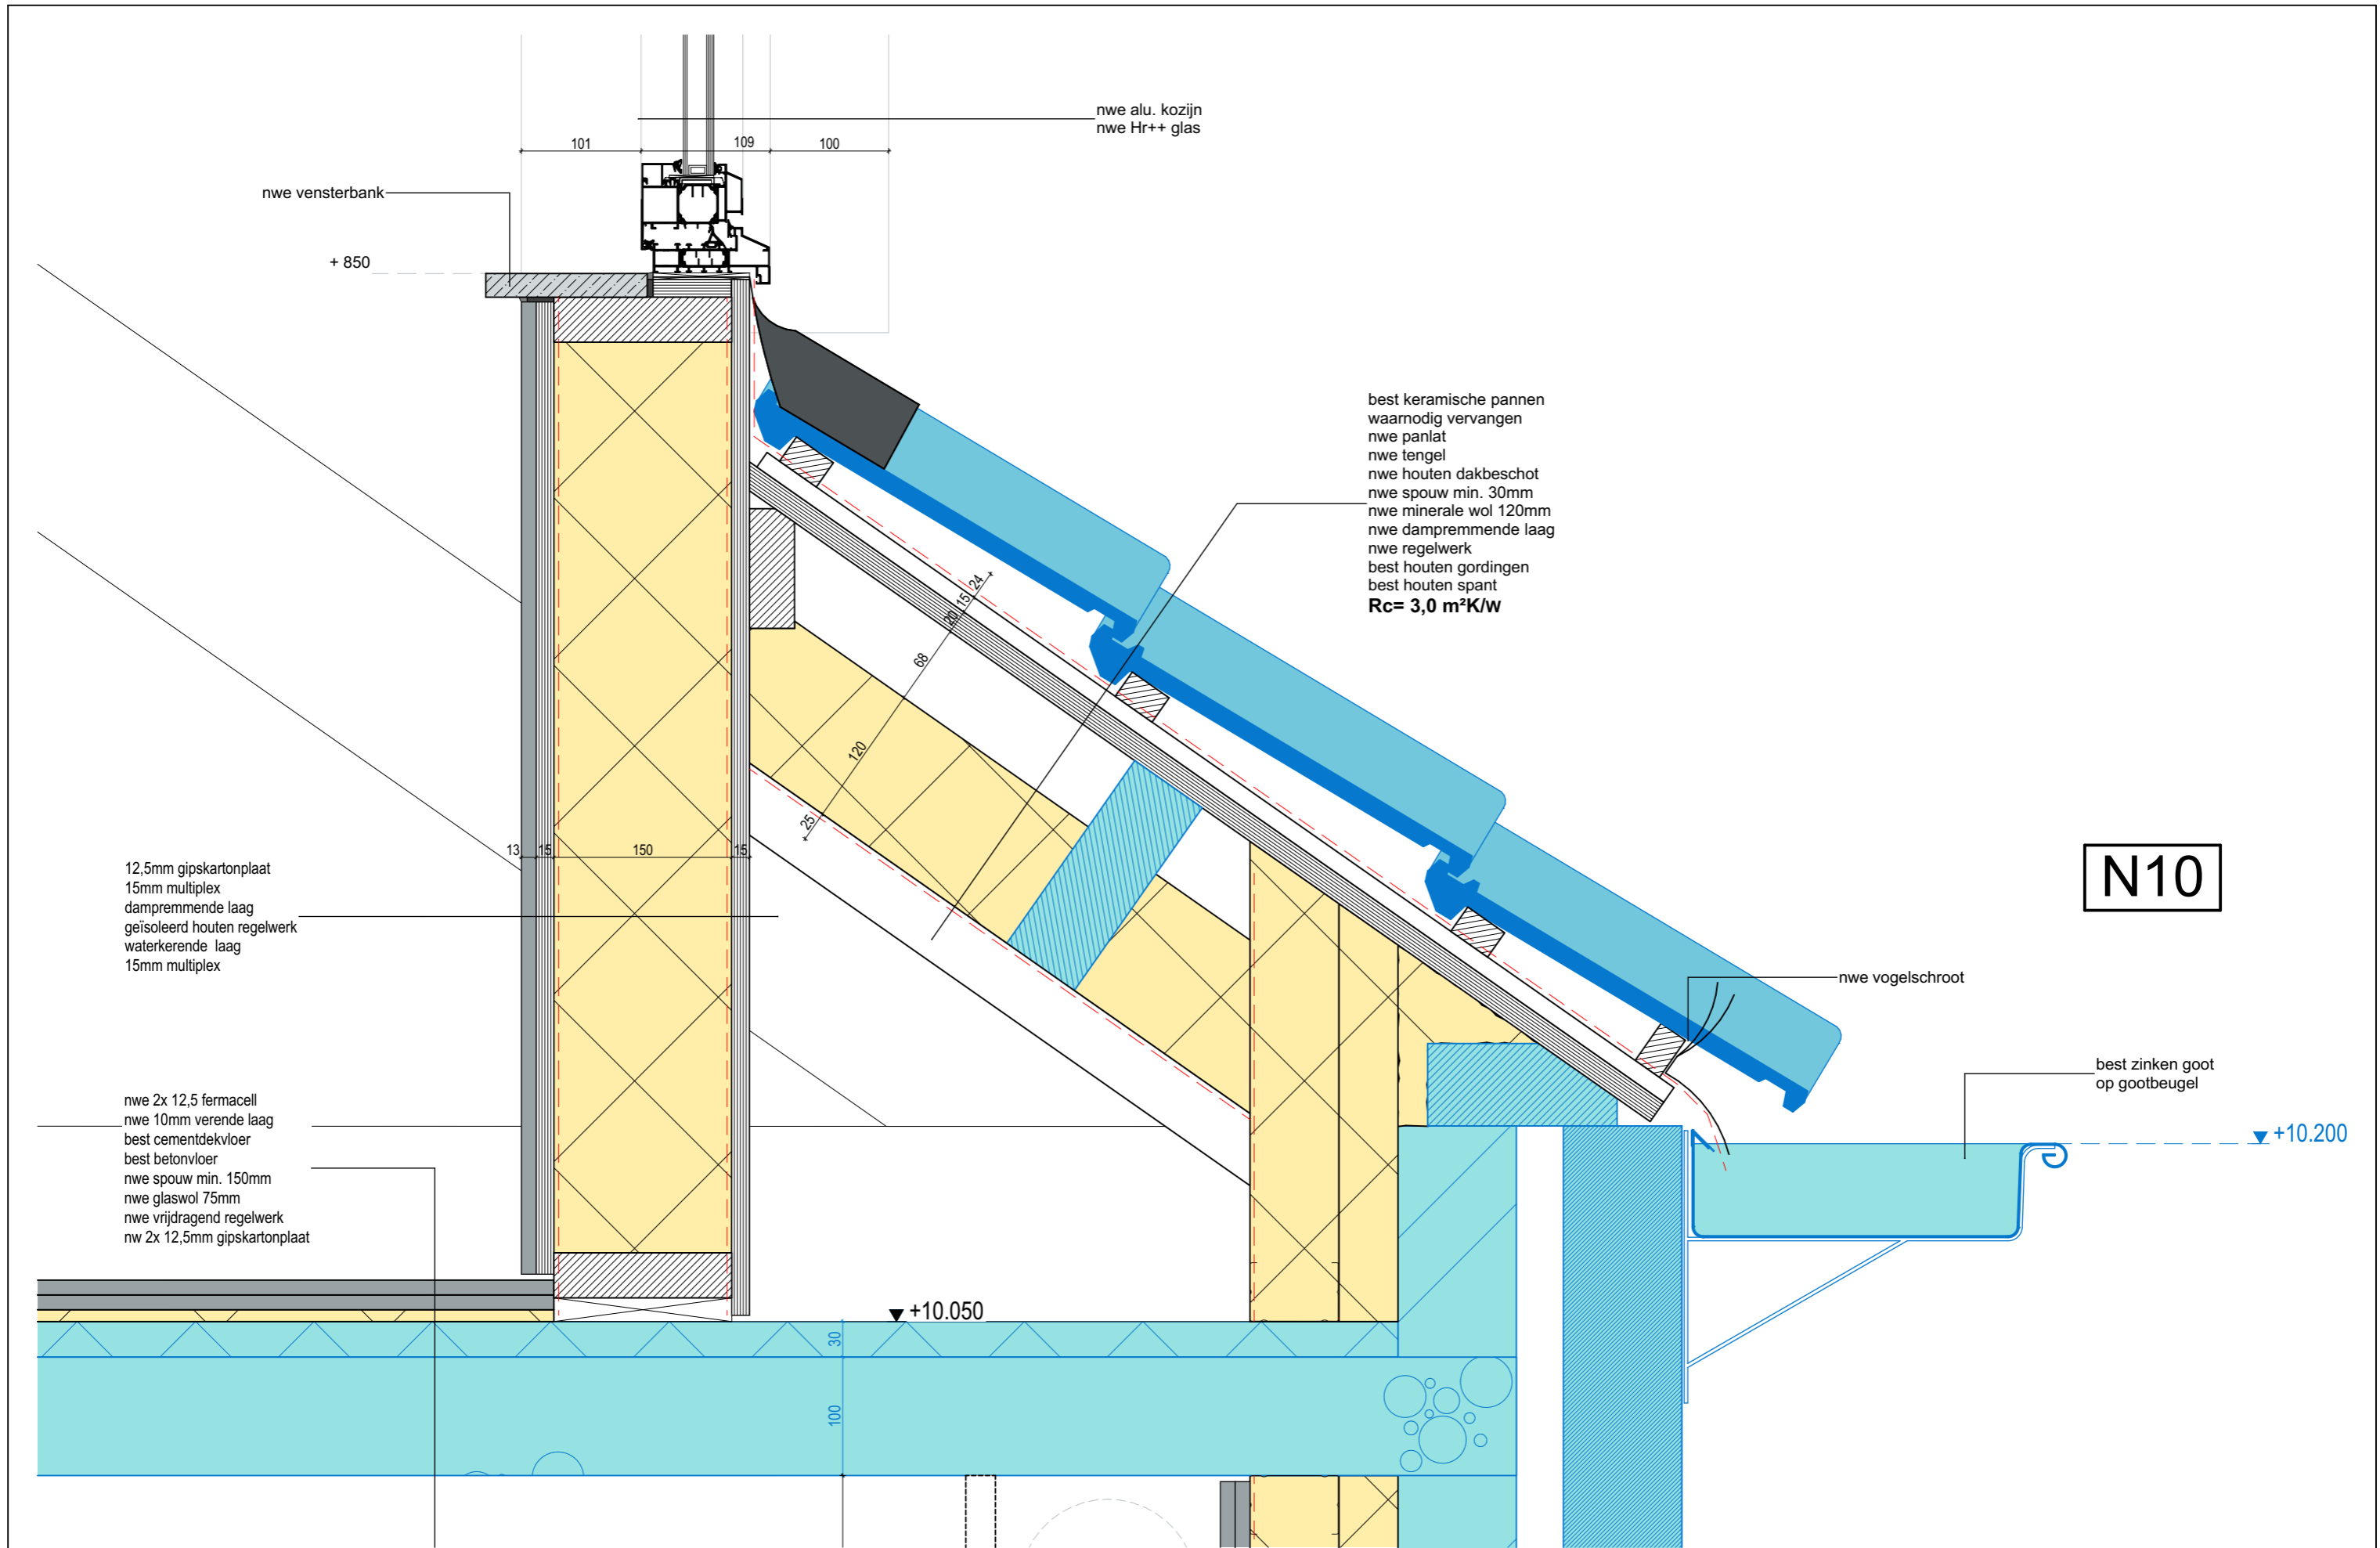 nwe alu. kozijn
nwe Hr++ glas
101
109
100
nwe vensterbank
+ 850
best keramische pannen
waarnodig vervangen
nwe panlat
nwe tengel
nwe houten dakbeschot
nwe spouw min. 30mm
nwe minerale wol 120mm
nwe dampremmende laag
nwe regelwerk
best houten gordingen
best houten spant
Rc= 3,0 m²K/w
24
15
20
68
120
25
13
15
150
15
12,5mm gipskartonplaat
15mm multiplex
dampremmende laag
geïsoleerd houten regelwerk
waterkerende laag
15mm multiplex
N10
nwe vogelschroot
best zinken goot
op gootbeugel
+10.200
nwe 2x 12,5 fermacell
nwe 10mm verende laag
best cementdekvloer
best betonvloer
nwe spouw min. 150mm
nwe glaswol 75mm
nwe vrijdragend regelwerk
nw 2x 12,5mm gipskartonplaat
+10.050
30
100